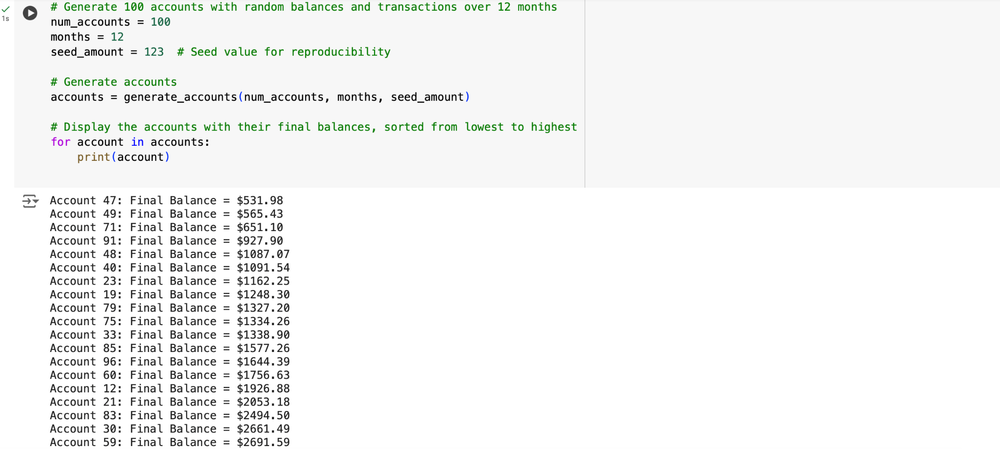 1s
# Generate 100 accounts with random balances and transactions over 12 months
num_accounts = 100
months = 12
seed_amount = 123  # Seed value for reproducibility
# Generate accounts
accounts = generate_accounts(num_accounts, months, seed_amount)
# Display the accounts with their final balances, sorted from lowest to highest
for account in accounts:
    print(account)
Account 47: Final Balance = $531.98
Account 49: Final Balance = $565.43
Account 71: Final Balance = $651.10
Account 91: Final Balance = $927.90
Account 48: Final Balance = $1087.07
Account 40: Final Balance = $1091.54
Account 23: Final Balance = $1162.25
Account 19: Final Balance = $1248.30
Account 79: Final Balance = $1327.20
Account 75: Final Balance = $1334.26
Account 33: Final Balance = $1338.90
Account 85: Final Balance = $1577.26
Account 96: Final Balance = $1644.39
Account 60: Final Balance = $1756.63
Account 12: Final Balance = $1926.88
Account 21: Final Balance = $2053.18
Account 83: Final Balance = $2494.50
Account 30: Final Balance = $2661.49
Account 59: Final Balance = $2691.59